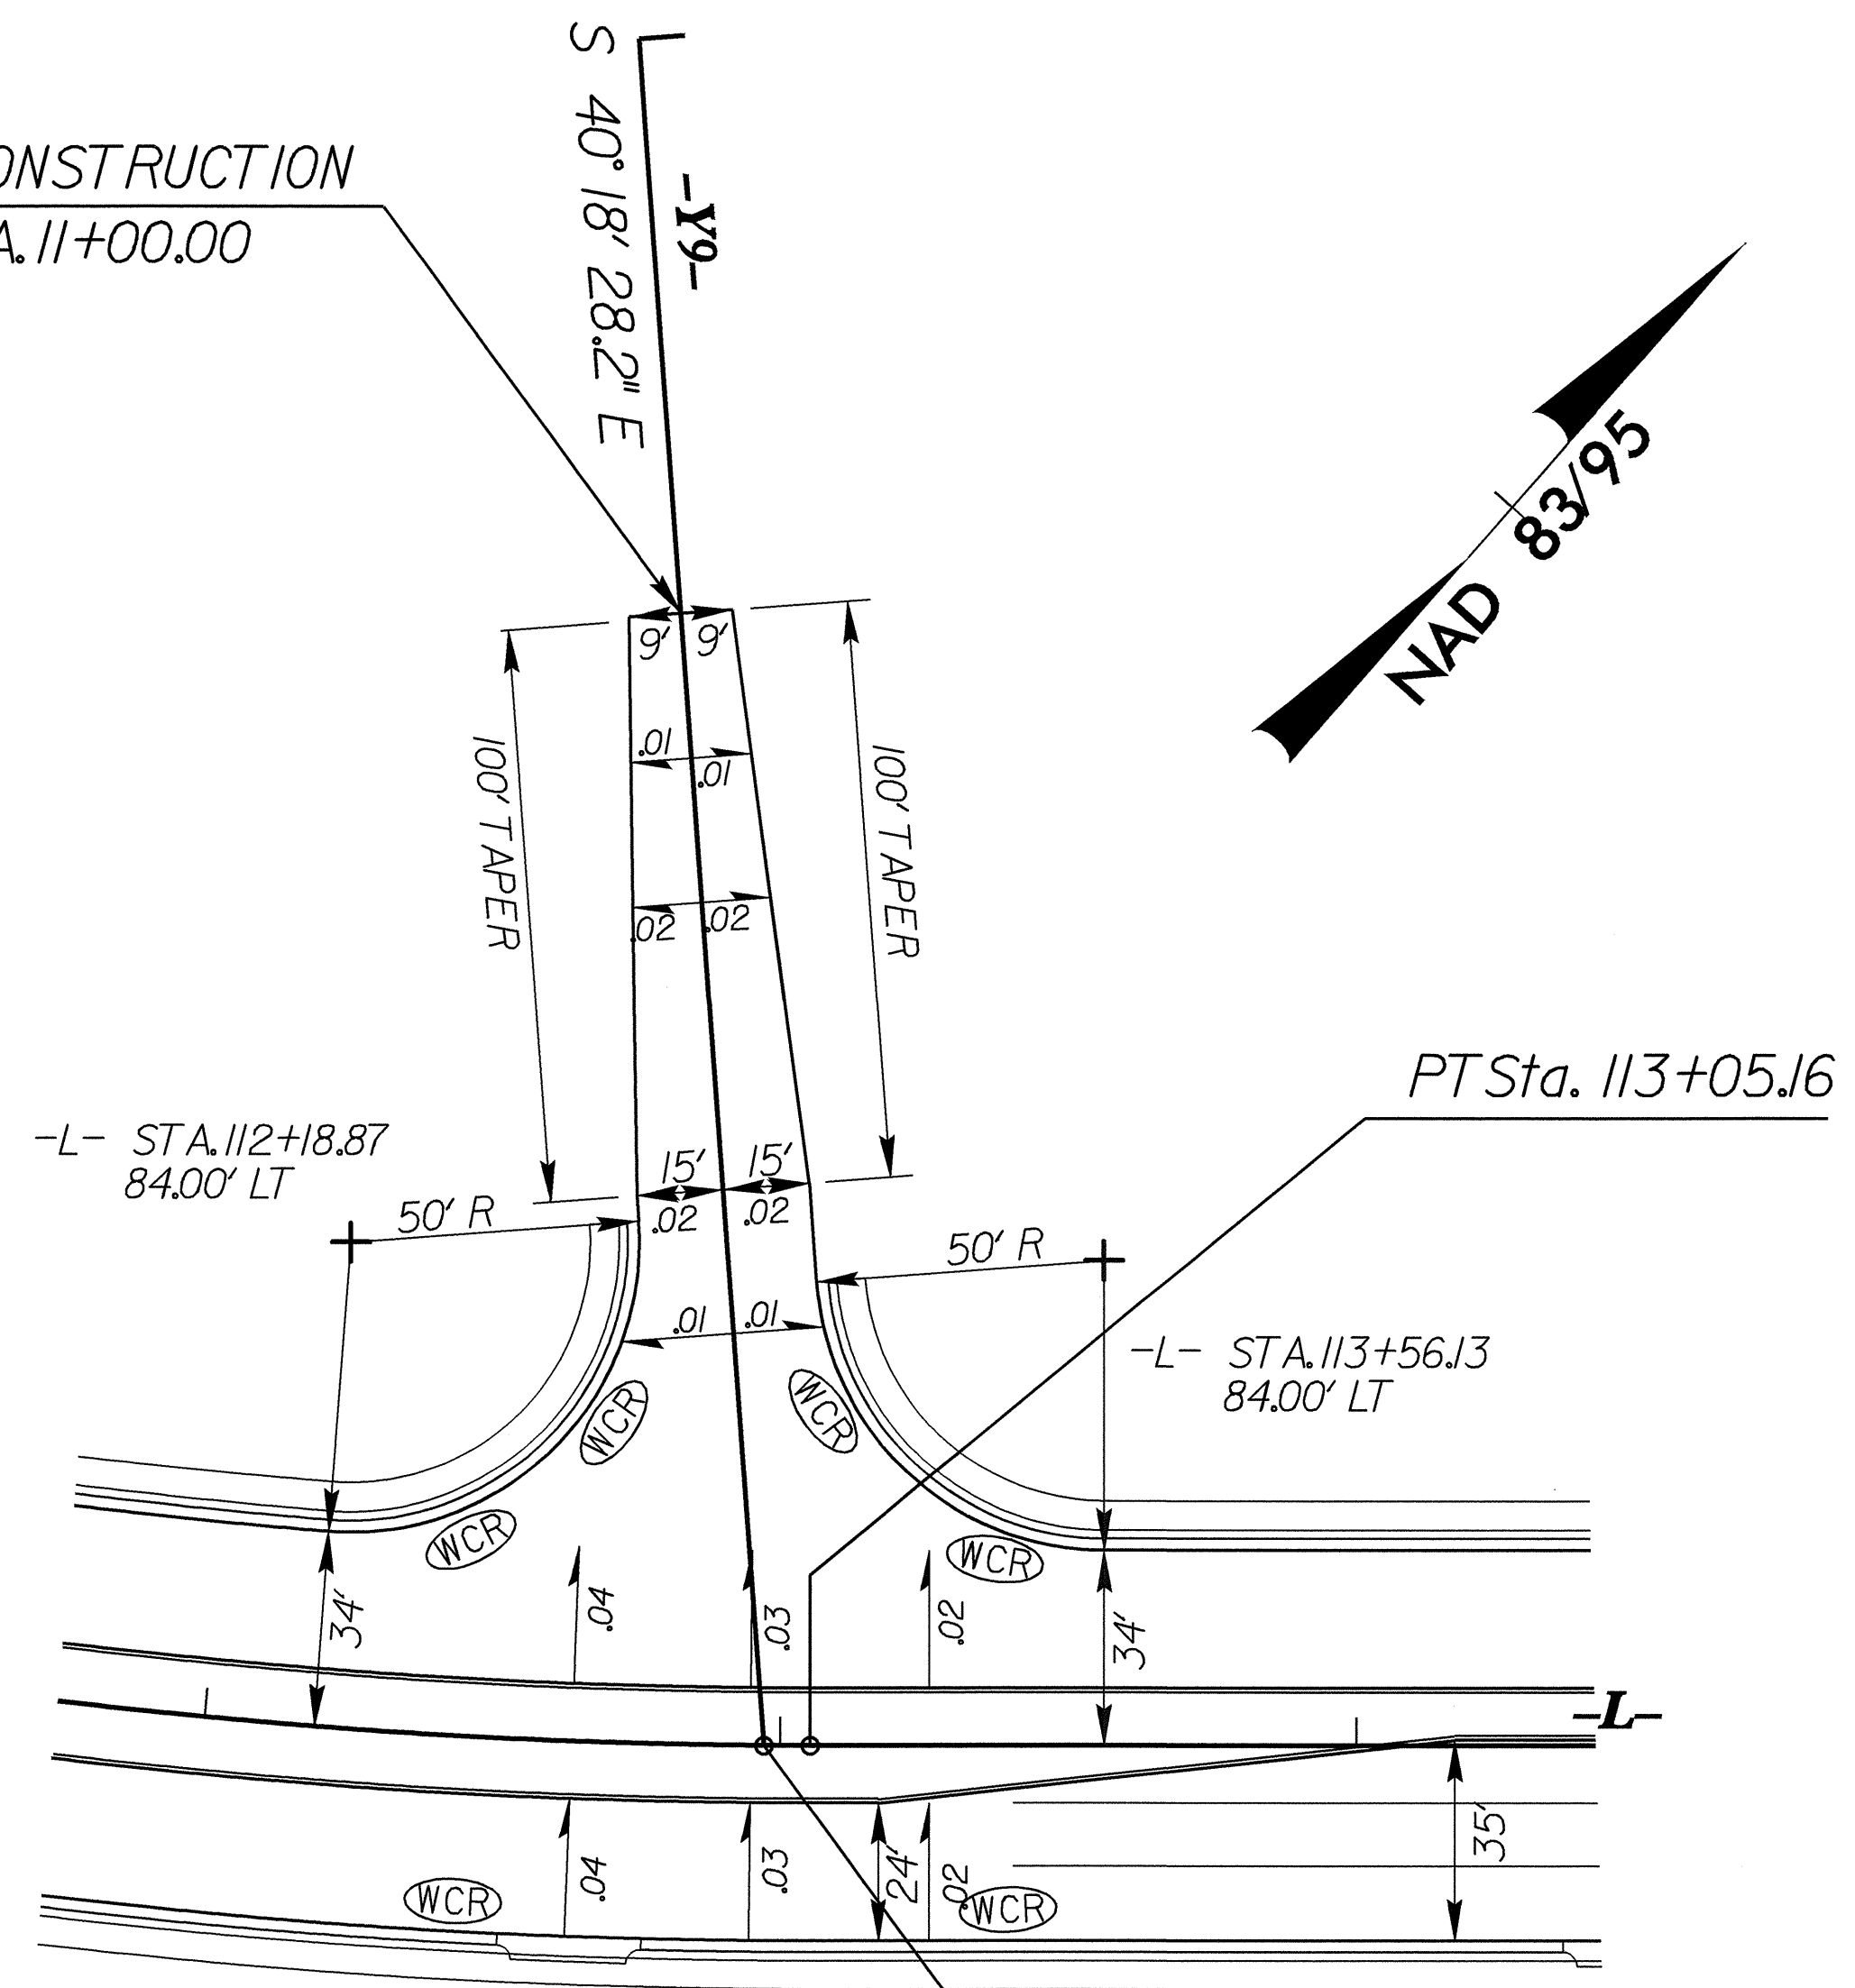 S 40° 18' 28.2" E
-Y9-
ONSTRUCTION
A. 11+00.00
NAD 83/95
9' 9'
.01
.01
100' TAPER
100' TAPER
.02 .02
PT Sta. 113+05.16
-L- STA. 112+18.87
84.00' LT
15' 15'
.02 .02
50' R
50' R
.01 .01
-L- STA. 113+56.13
84.00' LT
WCR
WCR
WCR
WCR
34'
.04
.03
.02
34'
-L-
.04
.03
24'
.02
35'
WCR
WCR